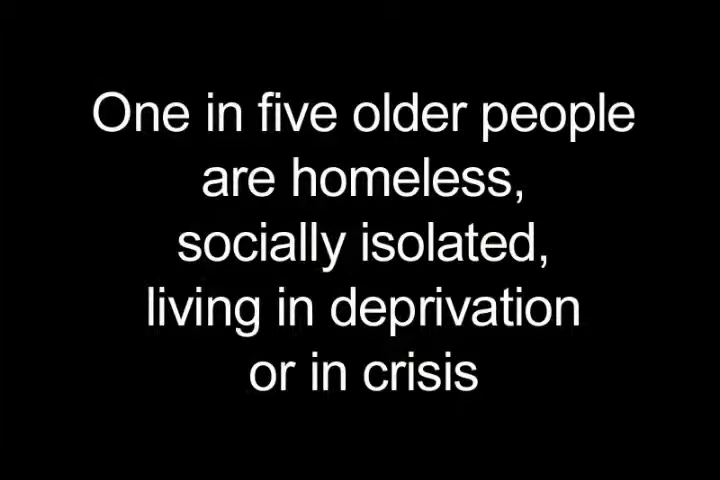 One in five older people
are homeless,
socially isolated,
living in deprivation
or in crisis